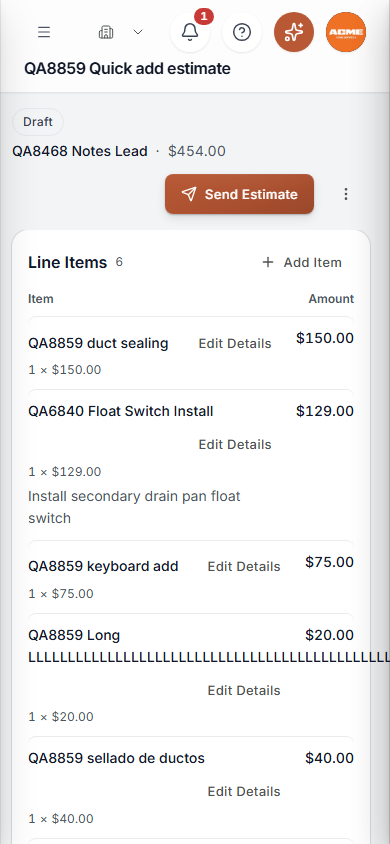 1
ACME
QA8859 Quick add estimate
Draft
QA8468 Notes Lead · $454.00
Send Estimate
Line Items 6
+ Add Item
Item Amount
QA8859 duct sealing Edit Details $150.00
1 × $150.00
QA6840 Float Switch Install $129.00
Edit Details
1 × $129.00
Install secondary drain pan float
switch
QA8859 keyboard add Edit Details $75.00
1 × $75.00
QA8859 Long $20.00
LLLLLLLLLLLLLLLLLLLLLLLLLLLLLLLLLLLLLLLLLLLLLL
Edit Details
1 × $20.00
QA8859 sellado de ductos $40.00
Edit Details
1 × $40.00